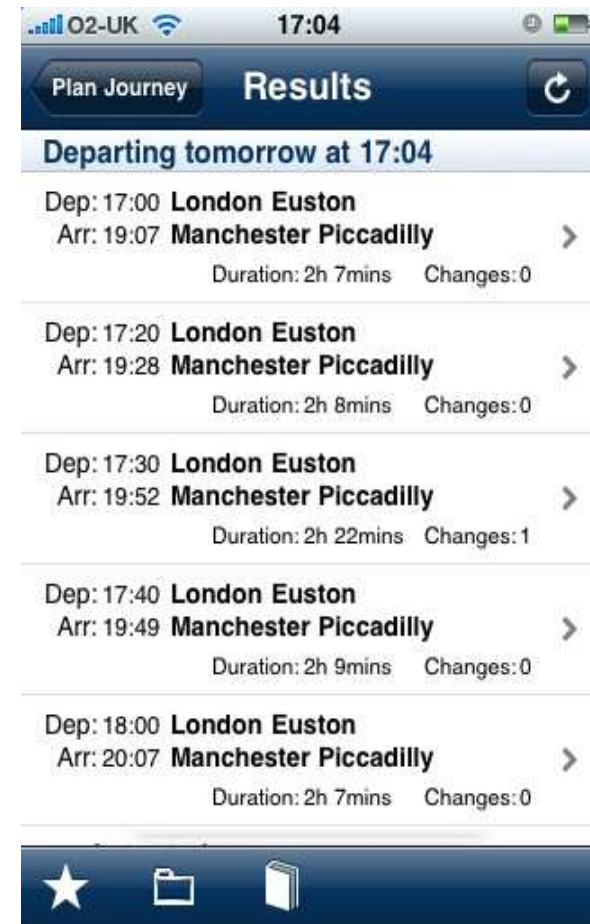 O2-UK 17:04
Plan Journey Results
Departing tomorrow at 17:04
Dep: 17:00 London Euston
Arr: 19:07 Manchester Piccadilly
Duration: 2h 7mins Changes: 0
Dep: 17:20 London Euston
Arr: 19:28 Manchester Piccadilly
Duration: 2h 8mins Changes: 0
Dep: 17:30 London Euston
Arr: 19:52 Manchester Piccadilly
Duration: 2h 22mins Changes: 1
Dep: 17:40 London Euston
Arr: 19:49 Manchester Piccadilly
Duration: 2h 9mins Changes: 0
Dep: 18:00 London Euston
Arr: 20:07 Manchester Piccadilly
Duration: 2h 7mins Changes: 0